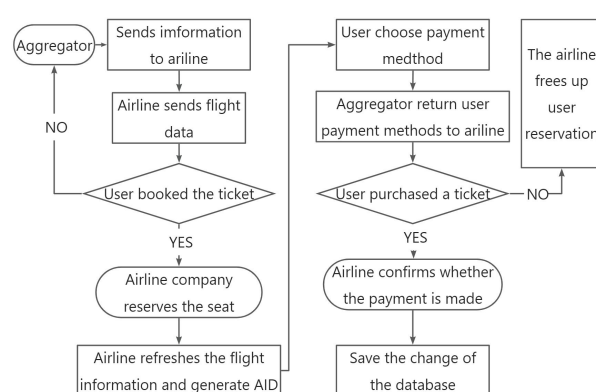 Aggregator
Sends imformation
to ariline
Airline sends flight
data
NO
User booked the ticket
YES
Airline company
reserves the seat
Airline refreshes the flight
information and generate AID
User choose payment
medthod
Aggregator return user
payment methods to ariline
User purchased a ticket
NO
The airline
frees up
user
reservation
YES
Airline confirms whether
the payment is made
Save the change of
the database